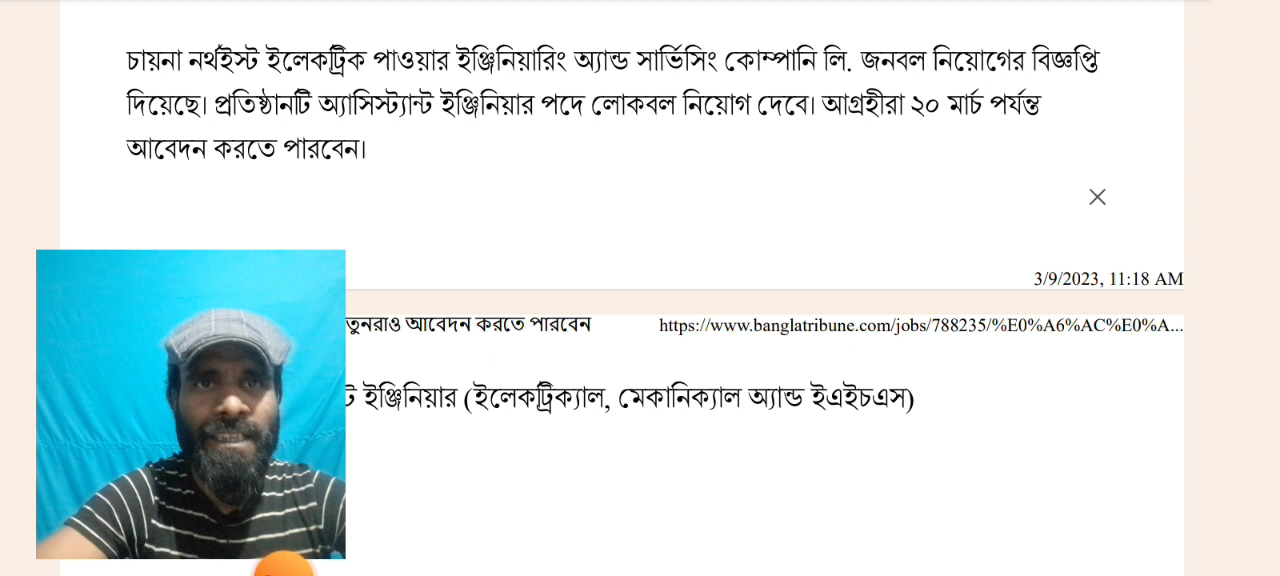 চায়না নর্থইস্ট ইলেকট্রিক পাওয়ার ইঞ্জিনিয়ারিং অ্যান্ড সার্ভিসিং কোম্পানি লি. জনবল নিয়োগের বিজ্ঞপ্তি
দিয়েছে। প্রতিষ্ঠানটি অ্যাসিস্ট্যান্ট ইঞ্জিনিয়ার পদে লোকবল নিয়োগ দেবে। আগ্রহীরা ২০ মার্চ পর্যন্ত
আবেদন করতে পারবেন।
3/9/2023, 11:18 AM
আবেদন করতে পারবেন https://www.banglatribune.com/jobs/788235/%E0%A6%AC%E0%A...
ইঞ্জিনিয়ার (ইলেকট্রিক্যাল, মেকানিক্যাল অ্যান্ড ইএইচএস)